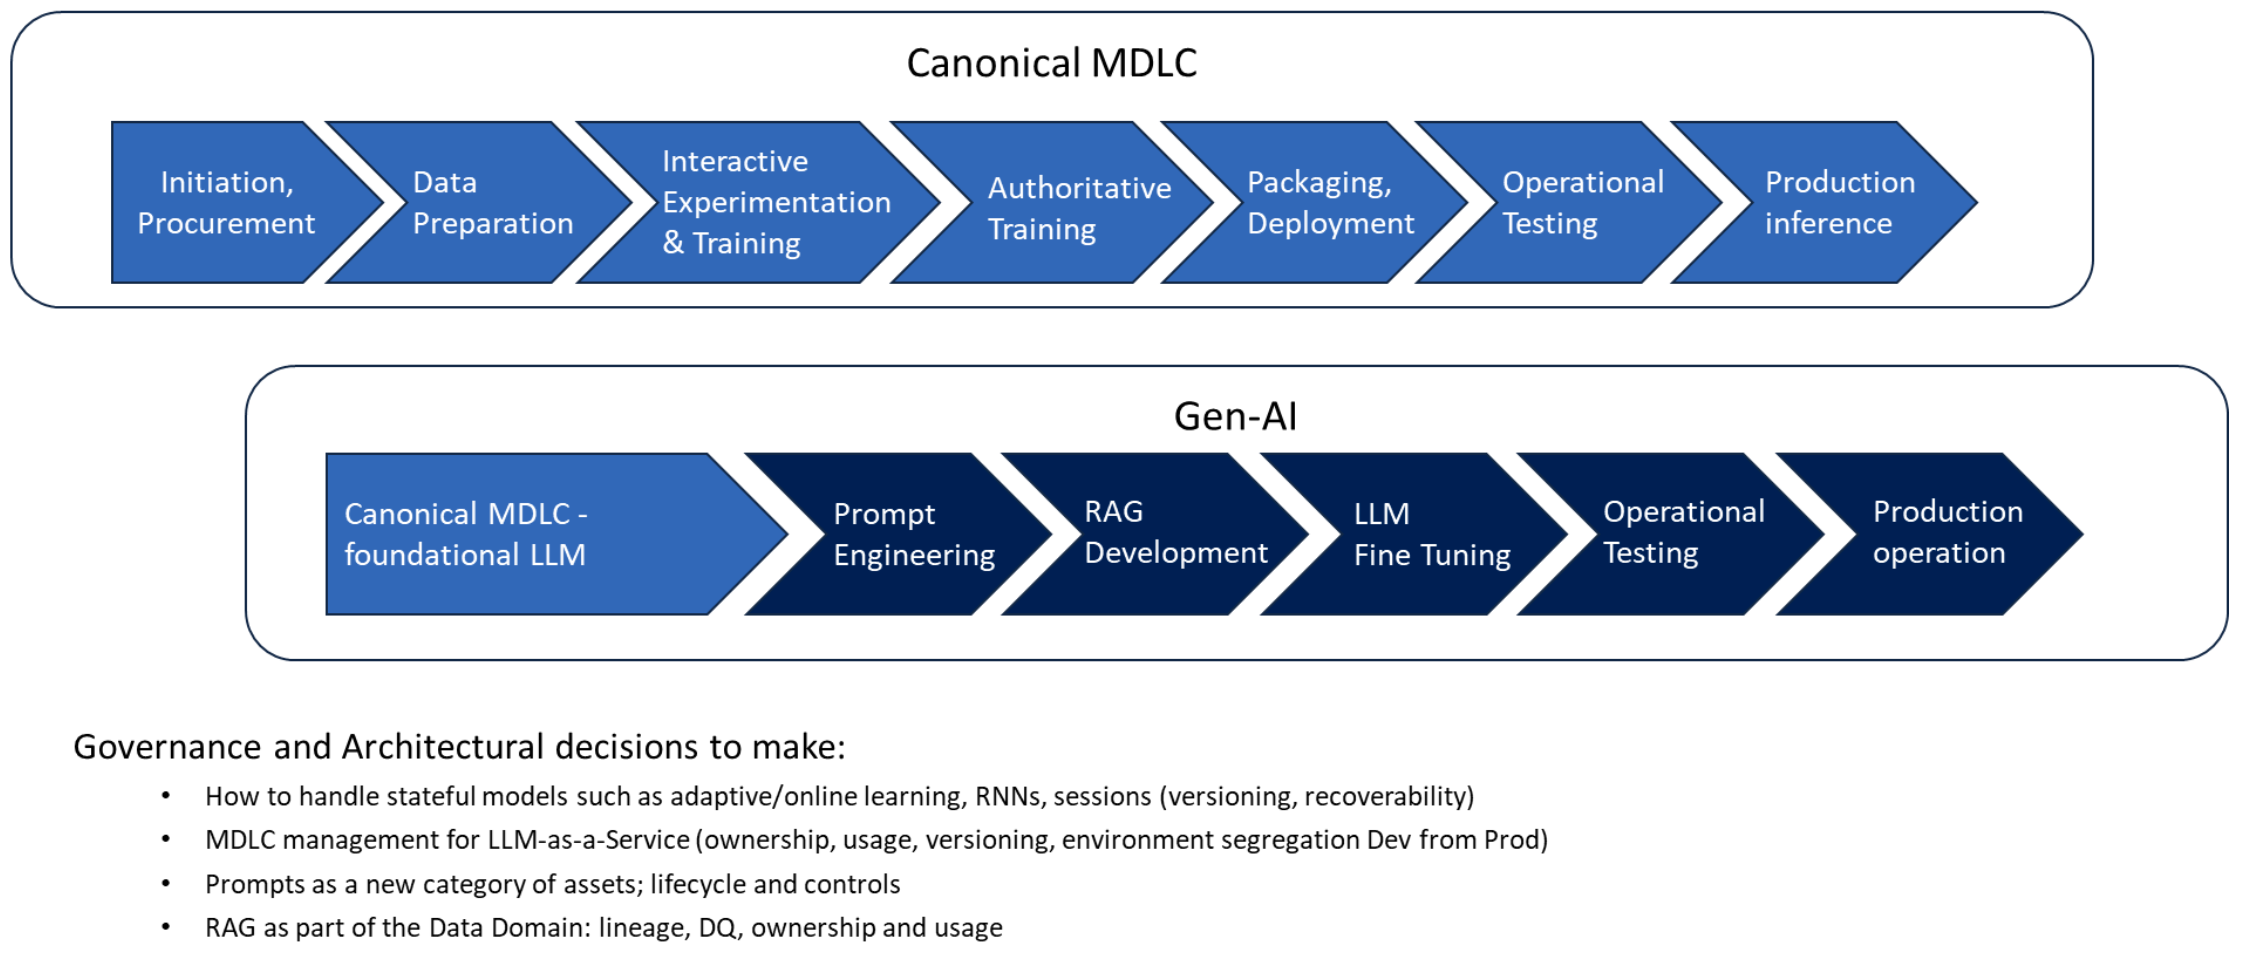 Canonical MDLC
Initiation,
Procurement
Data
Preparation
Interactive
Experimentation
& Training
Authoritative
Training
Packaging,
Deployment
Operational
Testing
Production
inference
Gen-AI
Canonical MDLC -
foundational LLM
Prompt
Engineering
RAG
Development
LLM
Fine Tuning
Operational
Testing
Production
operation
Governance and Architectural decisions to make:
• How to handle stateful models such as adaptive/online learning, RNNs, sessions (versioning, recoverability)
• MDLC management for LLM-as-a-Service (ownership, usage, versioning, environment segregation Dev from Prod)
• Prompts as a new category of assets; lifecycle and controls
• RAG as part of the Data Domain: lineage, DQ, ownership and usage